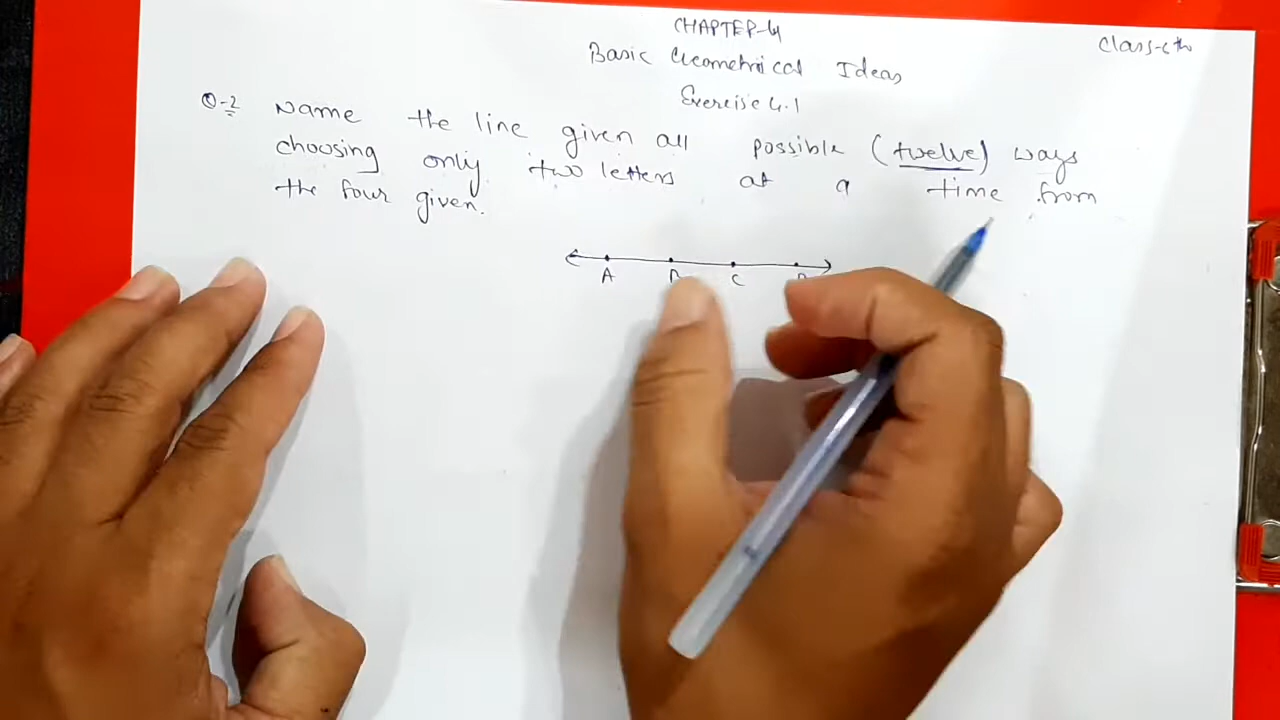 CHAPTER-4
Class-6th
Basic Geometrical Ideas
Exercise 4.1
Q-2 Name the line given all possible (twelve) ways
choosing only two letters at a time from
the four given.
A C